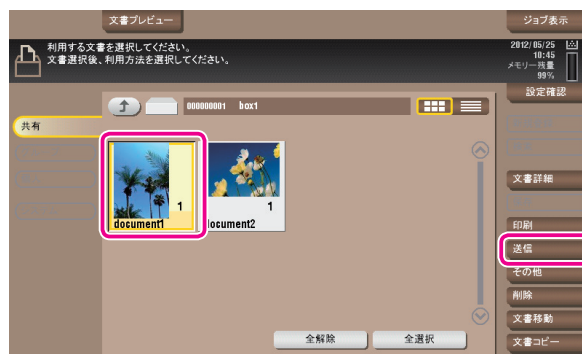 文書プレビュー
ジョブ表示
利用する文書を選択してください。
文書選択後、利用方法を選択してください。
2012/05/25
10:45
メモリー残量
99%
設定確認
000000001 box1
共有
1
document1
1
document2
文書詳細
印刷
送信
その他
削除
文書移動
文書コピー
全解除
全選択